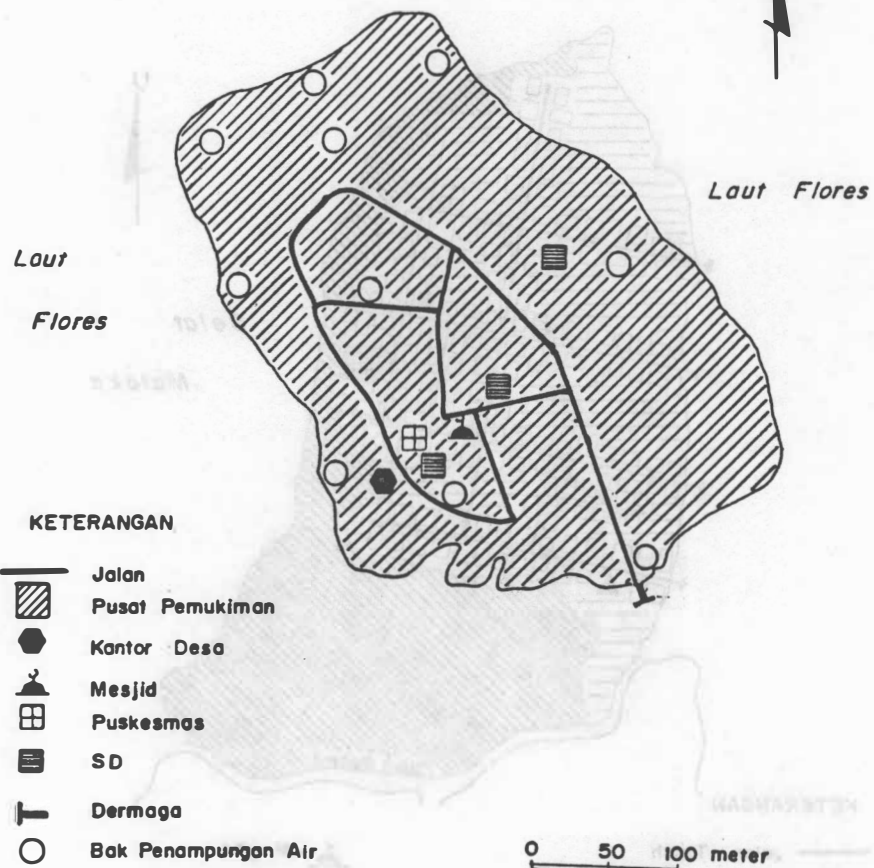 Laut Flores
Laut
Flores
KETERANGAN
Jalan
Pusat Pemukiman
Kantor Desa
Mesjid
Puskesmas
SD
Dermaga
Bak Penampungan Air
0 50 100 meter